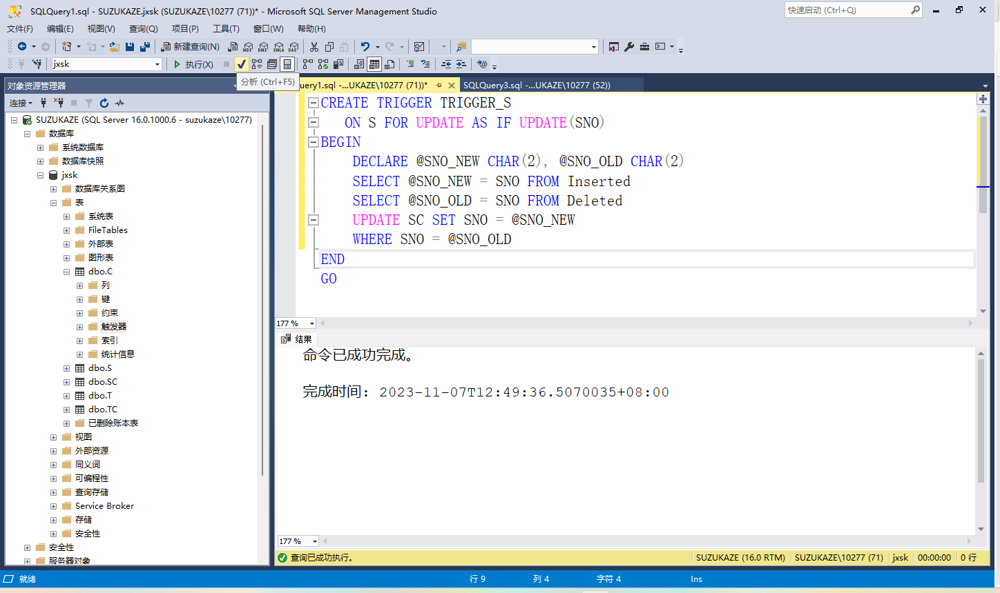 SQLQuery1.sql - SUZUKAZE.jxsk (SUZUKAZE\10277 (71))* - Microsoft SQL Server Management Studio
快速启动 (Ctrl+Q)
文件(F) 编辑(E) 视图(V) 查询(Q) 项目(P) 工具(T) 窗口(W) 帮助(H)
新建查询(N) MDX DMX XMLA DAX
jxsk 执行(X)
分析 (Ctrl+F5)
对象资源管理器
uery1.sql -...UKAZE\10277 (71))* SQLQuery3.sql -...UKAZE\10277 (52))
连接
SUZUKAZE (SQL Server 16.0.1000.6 - suzukaze\10277)
数据库
系统数据库
数据库快照
jxsk
数据库关系图
表
系统表
FileTables
外部表
图形表
dbo.C
列
键
约束
触发器
索引
统计信息
dbo.S
dbo.SC
dbo.T
dbo.TC
已删除账本表
视图
外部资源
同义词
可编程性
查询存储
Service Broker
存储
安全性
安全性
服务器对象
CREATE TRIGGER TRIGGER_S
ON S FOR UPDATE AS IF UPDATE(SNO)
BEGIN
DECLARE @SNO_NEW CHAR(2), @SNO_OLD CHAR(2)
SELECT @SNO_NEW = SNO FROM Inserted
SELECT @SNO_OLD = SNO FROM Deleted
UPDATE SC SET SNO = @SNO_NEW
WHERE SNO = @SNO_OLD
END
GO
177 %
结果
命令已成功完成。
完成时间: 2023-11-07T12:49:36.5070035+08:00
177 %
查询已成功执行。 SUZUKAZE (16.0 RTM) SUZUKAZE\10277 (71) jxsk 00:00:00 0 行
就绪 行 9 列 4 字符 4 Ins